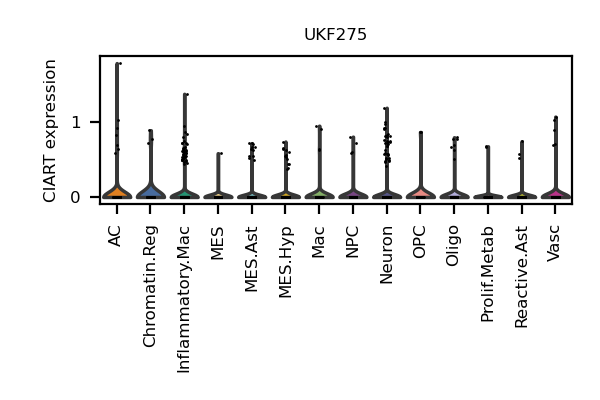 UKF275
CIART expression
1
0
AC
Chromatin.Reg
Inflammatory.Mac
MES
MES.Ast
MES.Hyp
Mac
NPC
Neuron
OPC
Oligo
Prolif.Metab
Reactive.Ast
Vasc